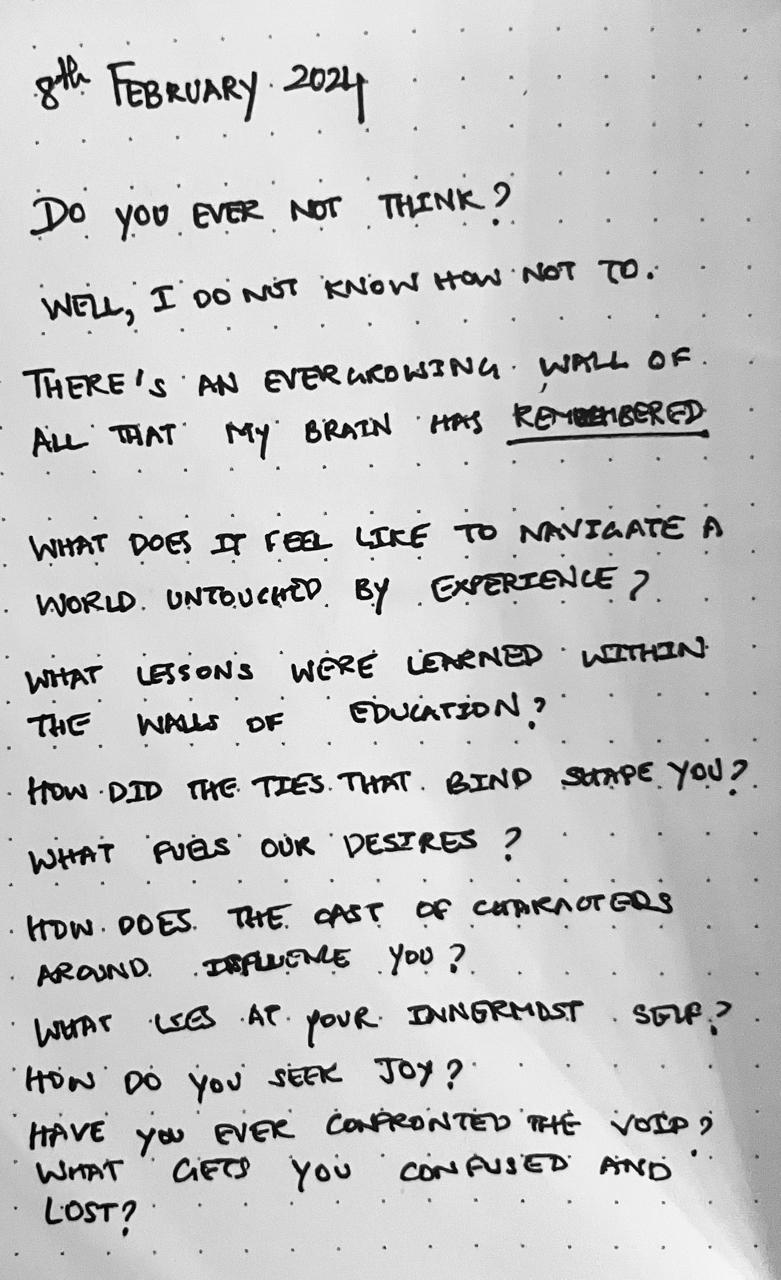 8th FEBRUARY 2024
DO YOU EVER NOT THINK?
WELL, I DO NOT KNOW HOW NOT TO.
THERE'S AN EVERGROWING WALL OF
ALL THAT MY BRAIN HAS REMEMBERED
WHAT DOES IT FEEL LIKE TO NAVIGATE A
WORLD UNTOUCHED BY EXPERIENCE?
WHAT LESSONS WERE LEARNED WITHIN
THE WALLS OF EDUCATION?
HOW DID THE TIES THAT BIND SHAPE YOU?
WHAT FUELS OUR DESIRES?
HOW DOES THE CAST OF CHARACTERS
AROUND INFLUENCE YOU?
WHAT LIES AT YOUR INNERMOST SELF?
HOW DO YOU SEEK JOY?
HAVE YOU EVER CONFRONTED THE VOID?
WHAT GETS YOU CONFUSED AND
LOST?